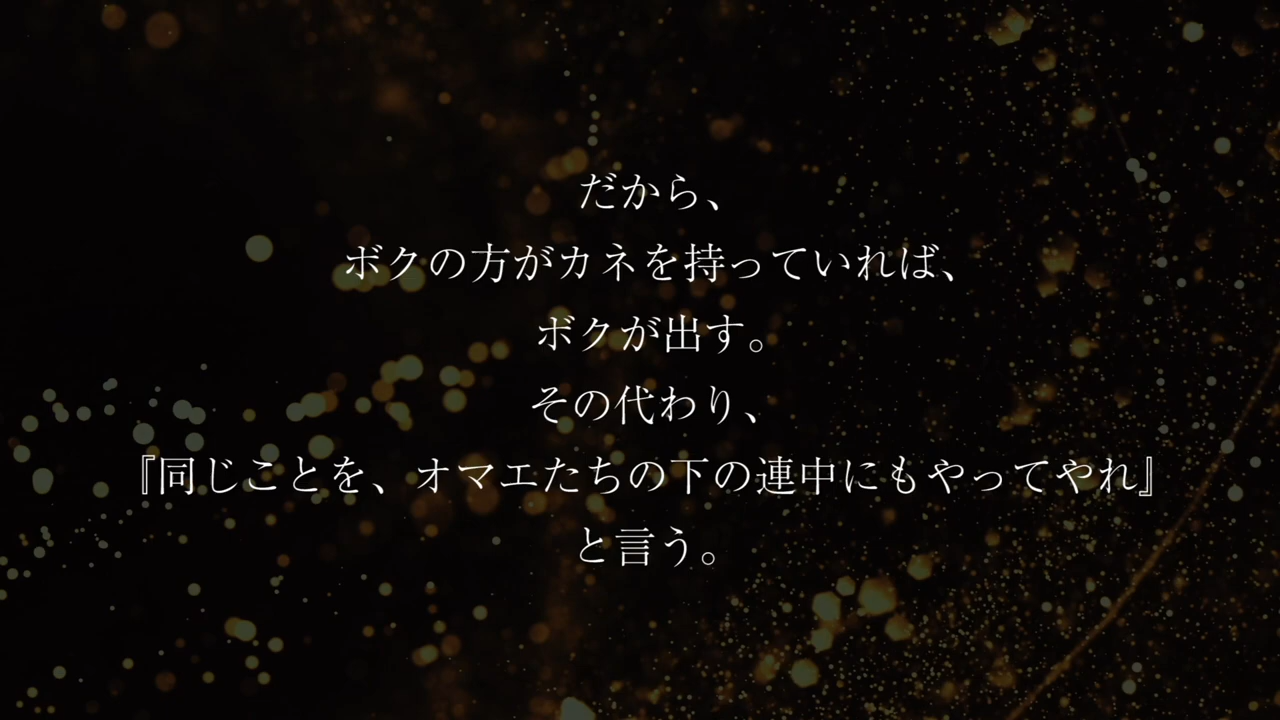 だから、
ボクの方がカネを持っていれば、
ボクが出す。
その代わり、
『同じことを、オマエたちの下の連中にもやってやれ』
と言う。